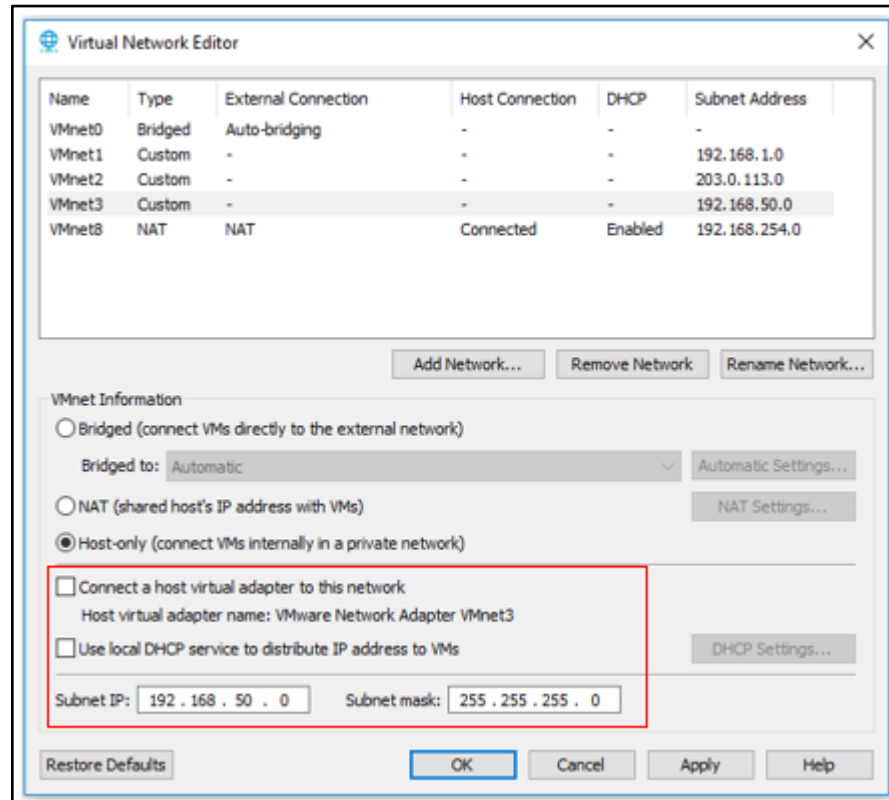 Virtual Network Editor
Name Type External Connection Host Connection DHCP Subnet Address
VMnet0 Bridged Auto-bridging - - -
VMnet1 Custom - - - 192.168.1.0
VMnet2 Custom - - - 203.0.113.0
VMnet3 Custom - - - 192.168.50.0
VMnet8 NAT NAT Connected Enabled 192.168.254.0
Add Network... Remove Network Rename Network...
VMnet Information
Bridged (connect VMs directly to the external network)
Bridged to: Automatic Automatic Settings...
NAT (shared host's IP address with VMs) NAT Settings...
Host-only (connect VMs internally in a private network)
Connect a host virtual adapter to this network
Host virtual adapter name: VMware Network Adapter VMnet3
Use local DHCP service to distribute IP address to VMs DHCP Settings...
Subnet IP: 192 . 168 . 50 . 0 Subnet mask: 255 . 255 . 255 . 0
Restore Defaults OK Cancel Apply Help